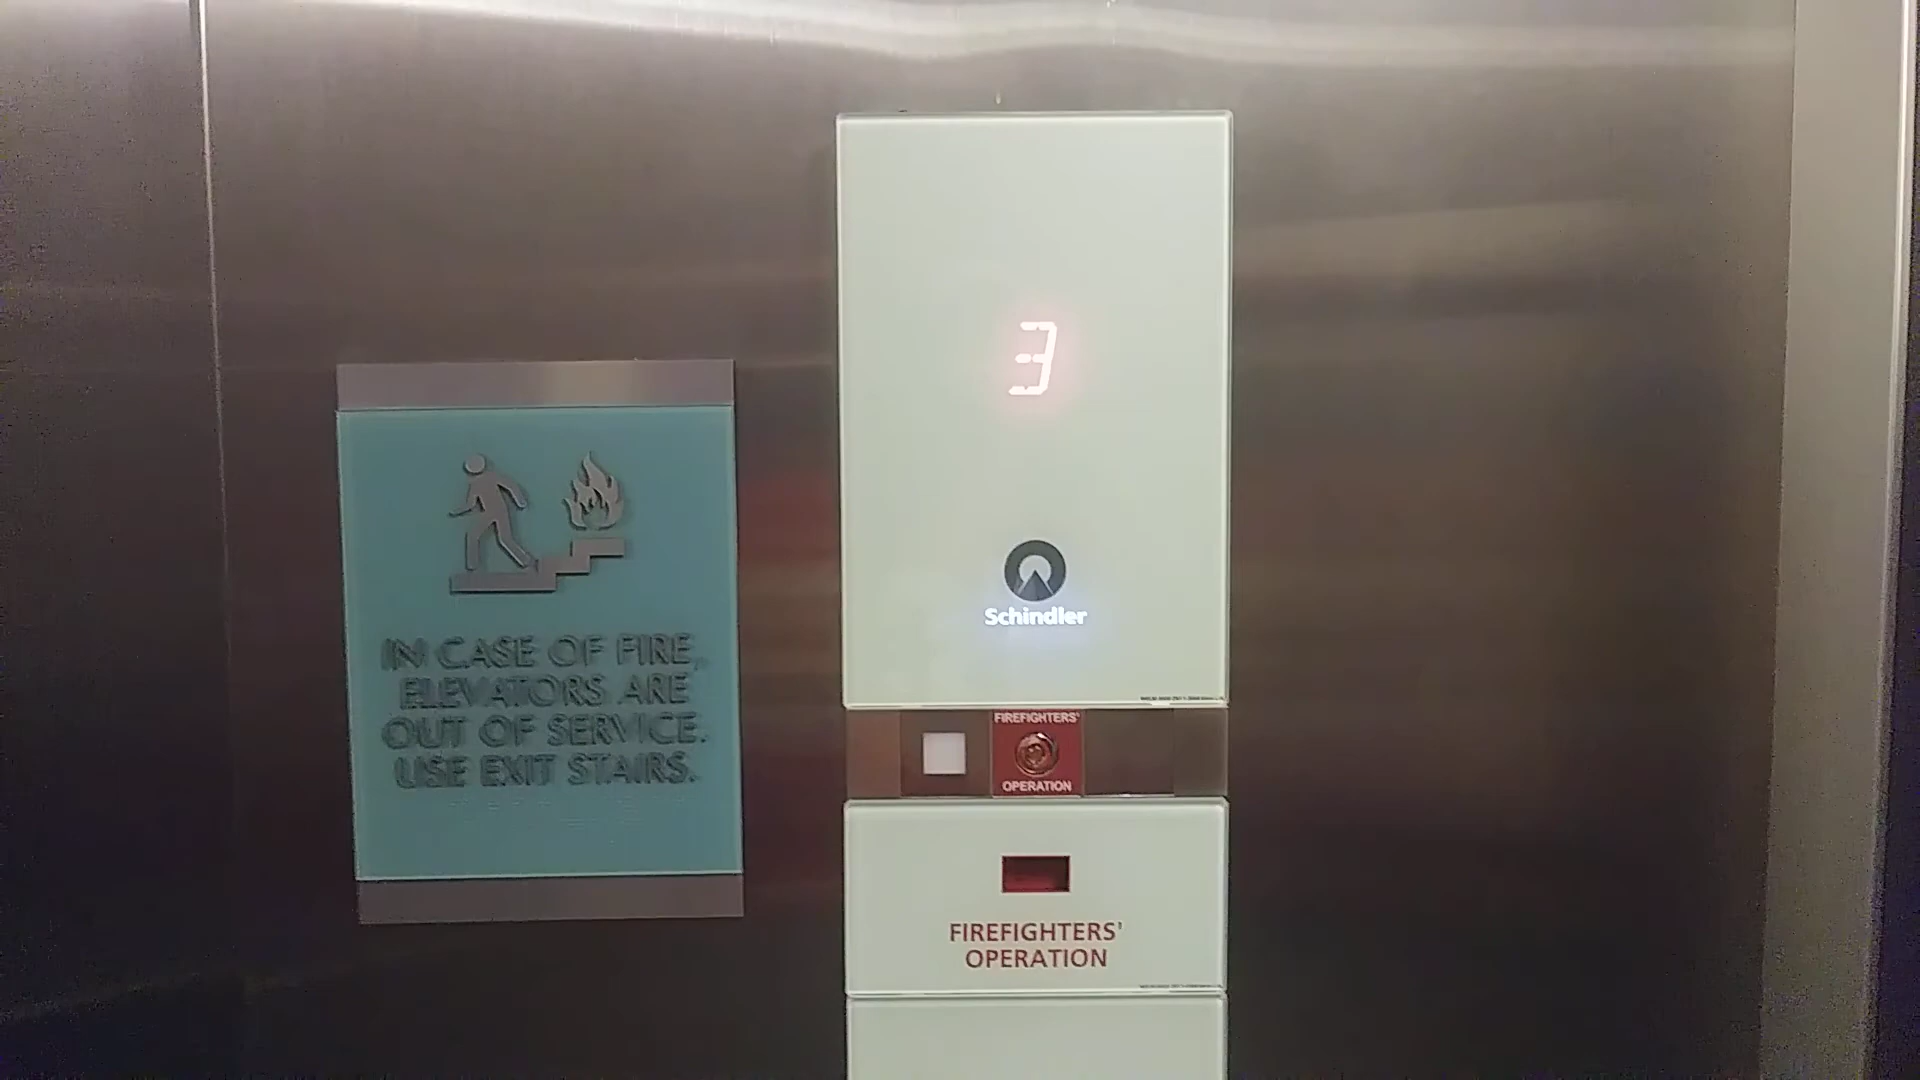 IN CASE OF FIRE,
ELEVATORS ARE
OUT OF SERVICE.
USE EXIT STAIRS.
3
Schindler
FIREFIGHTERS'
OPERATION
FIREFIGHTERS'
OPERATION